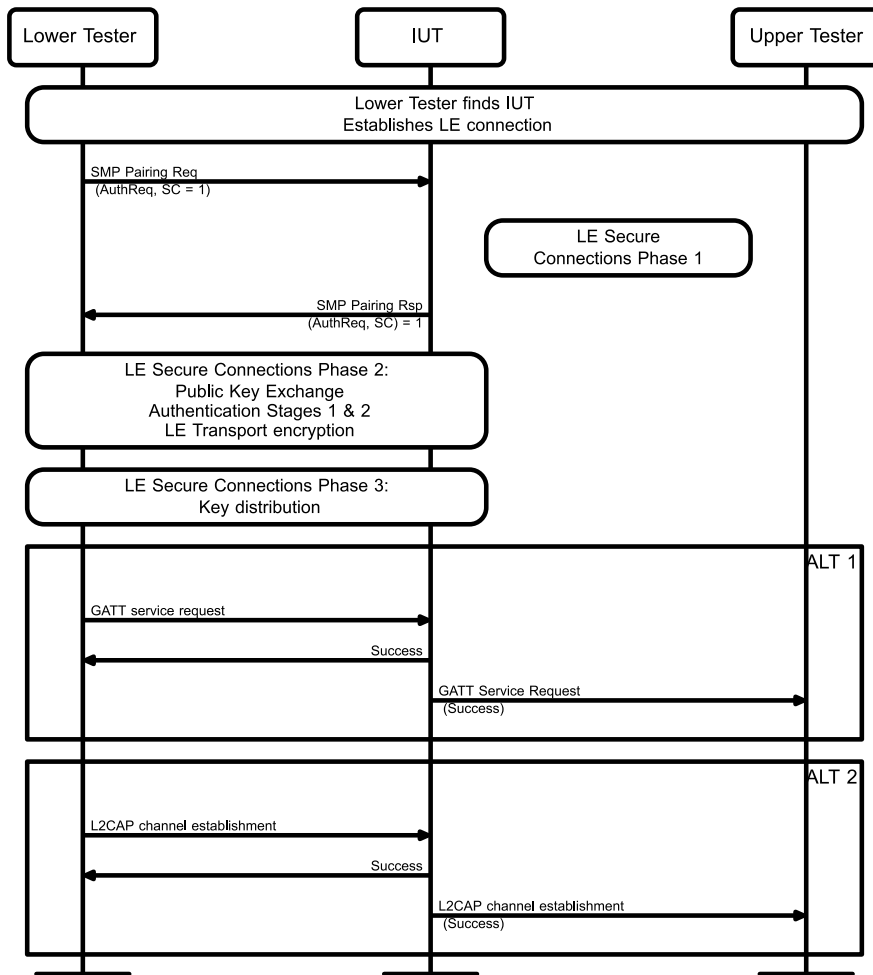 Lower Tester
IUT
Upper Tester
Lower Tester finds IUT
Establishes LE connection
SMP Pairing Req
(AuthReq, SC = 1)
LE Secure
Connections Phase 1
SMP Pairing Rsp
(AuthReq, SC) = 1
LE Secure Connections Phase 2:
Public Key Exchange
Authentication Stages 1 & 2
LE Transport encryption
LE Secure Connections Phase 3:
Key distribution
ALT 1
GATT service request
Success
GATT Service Request
(Success)
ALT 2
L2CAP channel establishment
Success
L2CAP channel establishment
(Success)